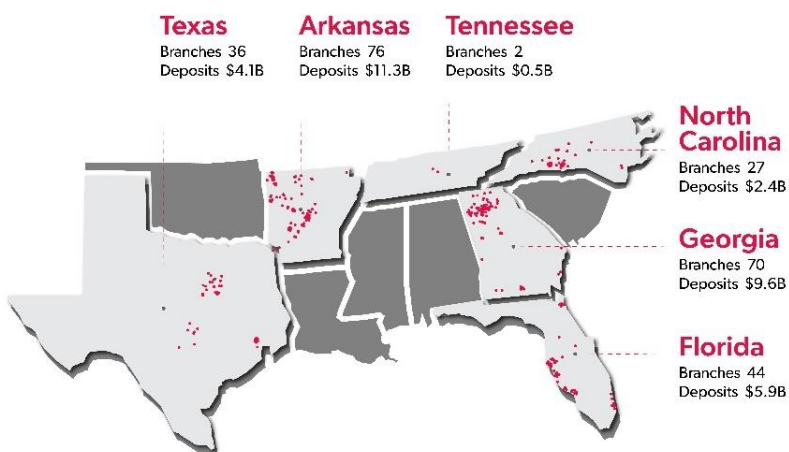 Texas
Branches 36
Deposits $4.1B
Arkansas
Branches 76
Deposits $11.3B
Tennessee
Branches 2
Deposits $0.5B
North
Carolina
Branches 27
Deposits $2.4B
Georgia
Branches 70
Deposits $9.6B
Florida
Branches 44
Deposits $5.9B